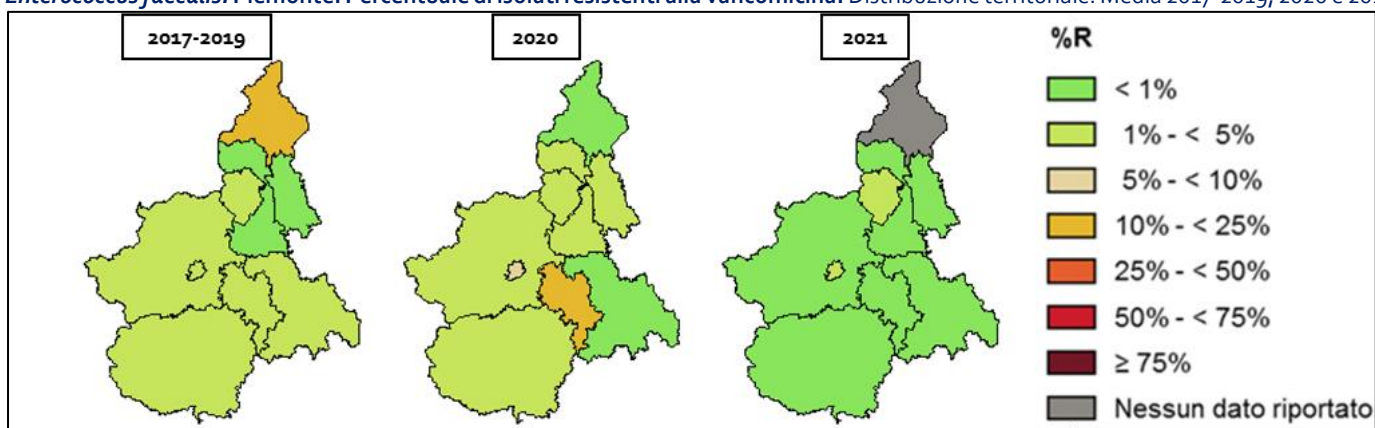 Enterococcus faecalis. Piemonte. Percentuale di isolati resistenti alla vancomicina. Distribuzione territoriale. Media 2017-2019, 2020 e
2017-2019 2020 2021 %R
< 1%
1% - < 5%
5% - < 10%
10% - < 25%
25% - < 50%
50% - < 75%
≥ 75%
Nessun dato riportato